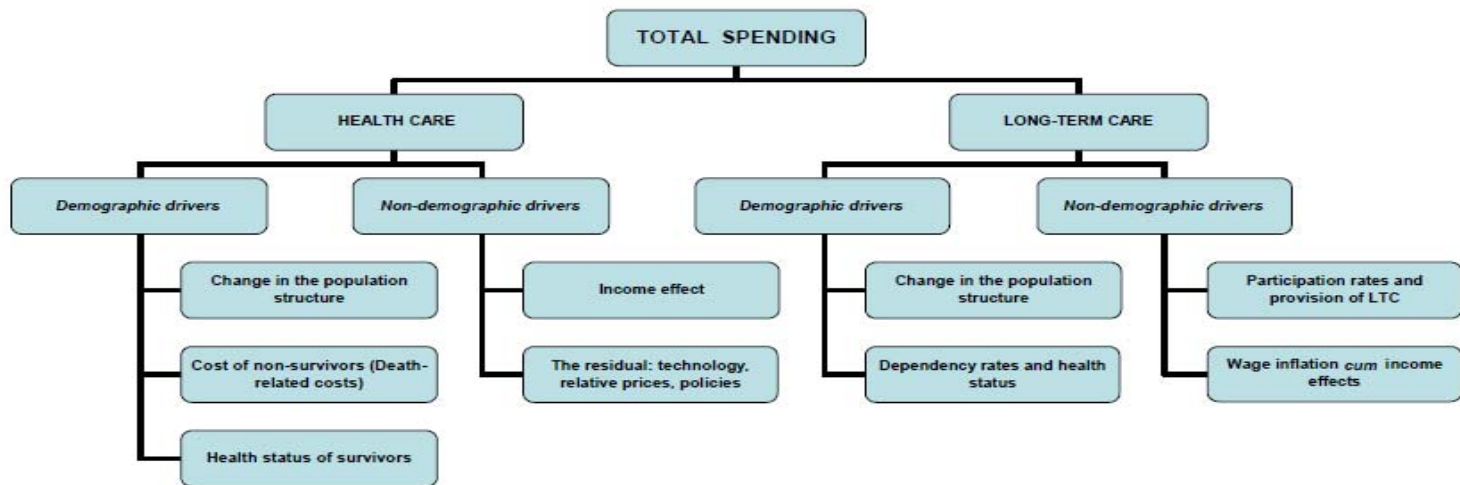 TOTAL SPENDING
HEALTH CARE
LONG-TERM CARE
Demographic drivers
Non-demographic drivers
Demographic drivers
Non-demographic drivers
Change in the population
structure
Income effect
Change in the population
structure
Participation rates and
provision of LTC
Cost of non-survivors (Death-
related costs)
The residual: technology,
relative prices, policies
Dependency rates and health
status
Wage inflation cum income
effects
Health status of survivors